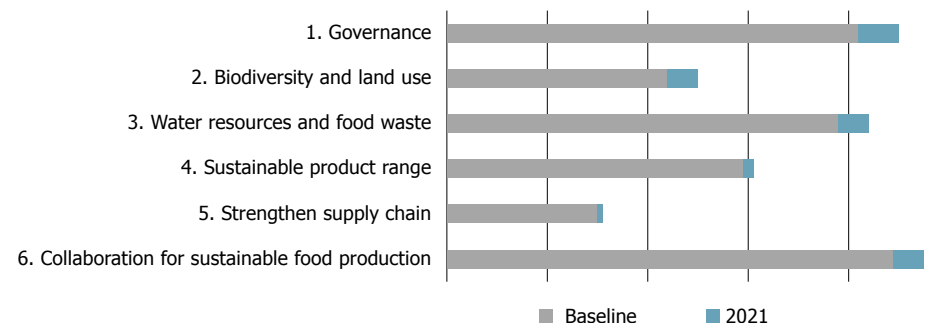 1. Governance
2. Biodiversity and land use
3. Water resources and food waste
4. Sustainable product range
5. Strengthen supply chain
6. Collaboration for sustainable food production
Baseline 2021